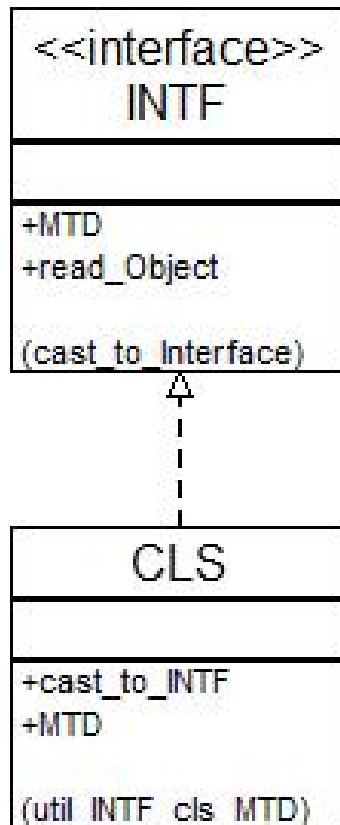 <<interface>>
INTF
+MTD
+read_Object
(cast_to_Interface)
CLS
+cast_to_INTF
+MTD
(util_INTF_cls_MTD)